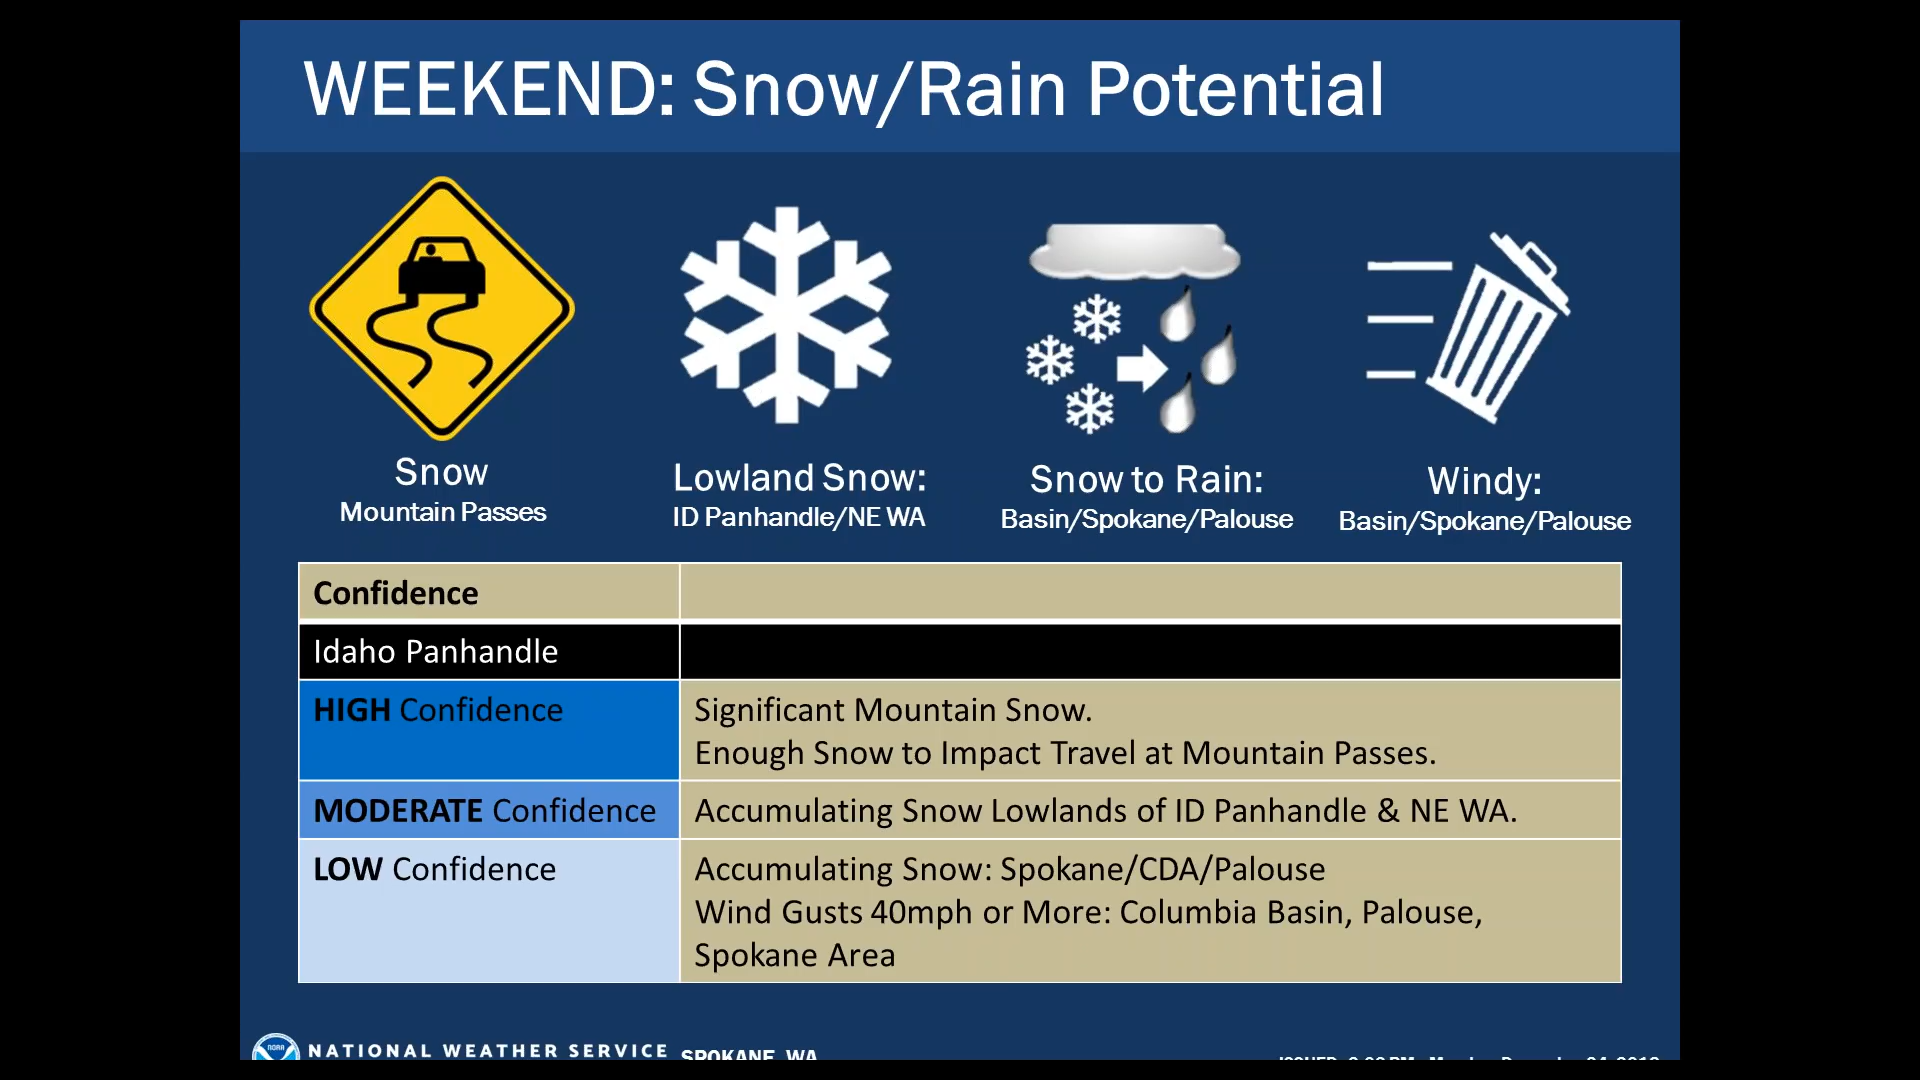 WEEKEND: Snow/Rain Potential
Snow
Mountain Passes
Lowland Snow:
ID Panhandle/NE WA
Snow to Rain:
Basin/Spokane/Palouse
Windy:
Basin/Spokane/Palouse
Confidence
Idaho Panhandle
HIGH Confidence
Significant Mountain Snow.
Enough Snow to Impact Travel at Mountain Passes.
MODERATE Confidence
Accumulating Snow Lowlands of ID Panhandle & NE WA.
LOW Confidence
Accumulating Snow: Spokane/CDA/Palouse
Wind Gusts 40mph or More: Columbia Basin, Palouse,
Spokane Area
NOAA
NATIONAL WEATHER SERVICE
SPOKANE, WA